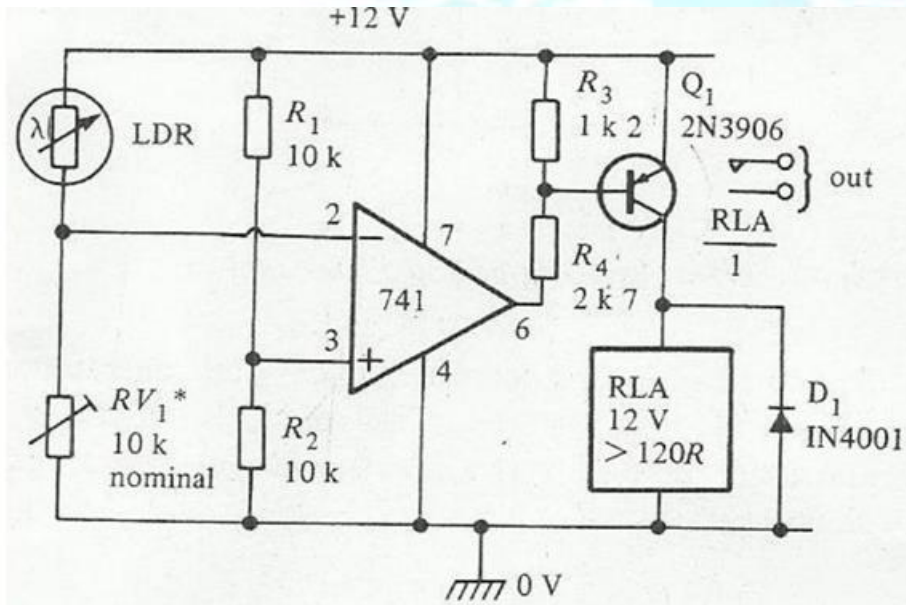 +12 V
λ
LDR
R1
10 k
R3
1 k 2
Q1
2N3906
out
RLA
1
2
−
7
741
6
3
+
4
R4
2 k 7
RV1*
10 k
nominal
R2
10 k
RLA
12 V
> 120R
D1
IN4001
0 V